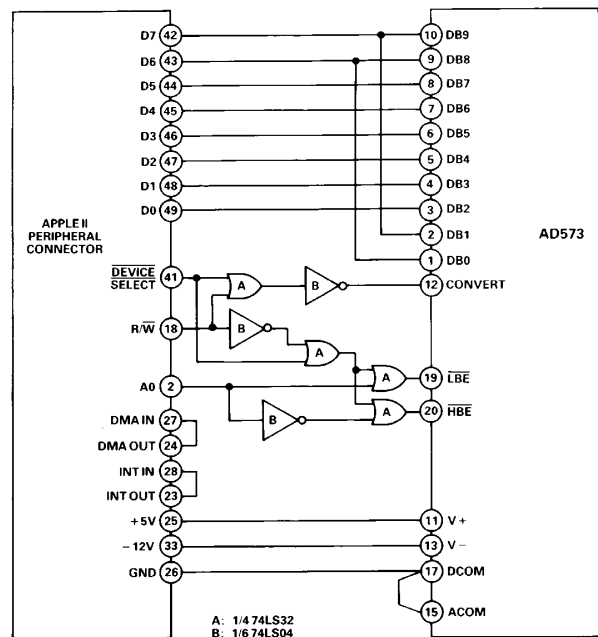 D7 42 10 DB9
D6 43 9 DB8
D5 44 8 DB7
D4 45 7 DB6
D3 46 6 DB5
D2 47 5 DB4
D1 48 4 DB3
D0 49 3 DB2
2 DB1
1 DB0
APPLE II
PERIPHERAL
CONNECTOR
AD573
DEVICE
SELECT 41 A B 12 CONVERT
R/W 18 B A
A0 2 A 19 LBE
B A 20 HBE
DMA IN 27
DMA OUT 24
INT IN 28
INT OUT 23
+5V 25 11 V+
-12V 33 13 V-
GND 26 17 DCOM
15 ACOM
A: 1/4 74LS32
B: 1/6 74LS04